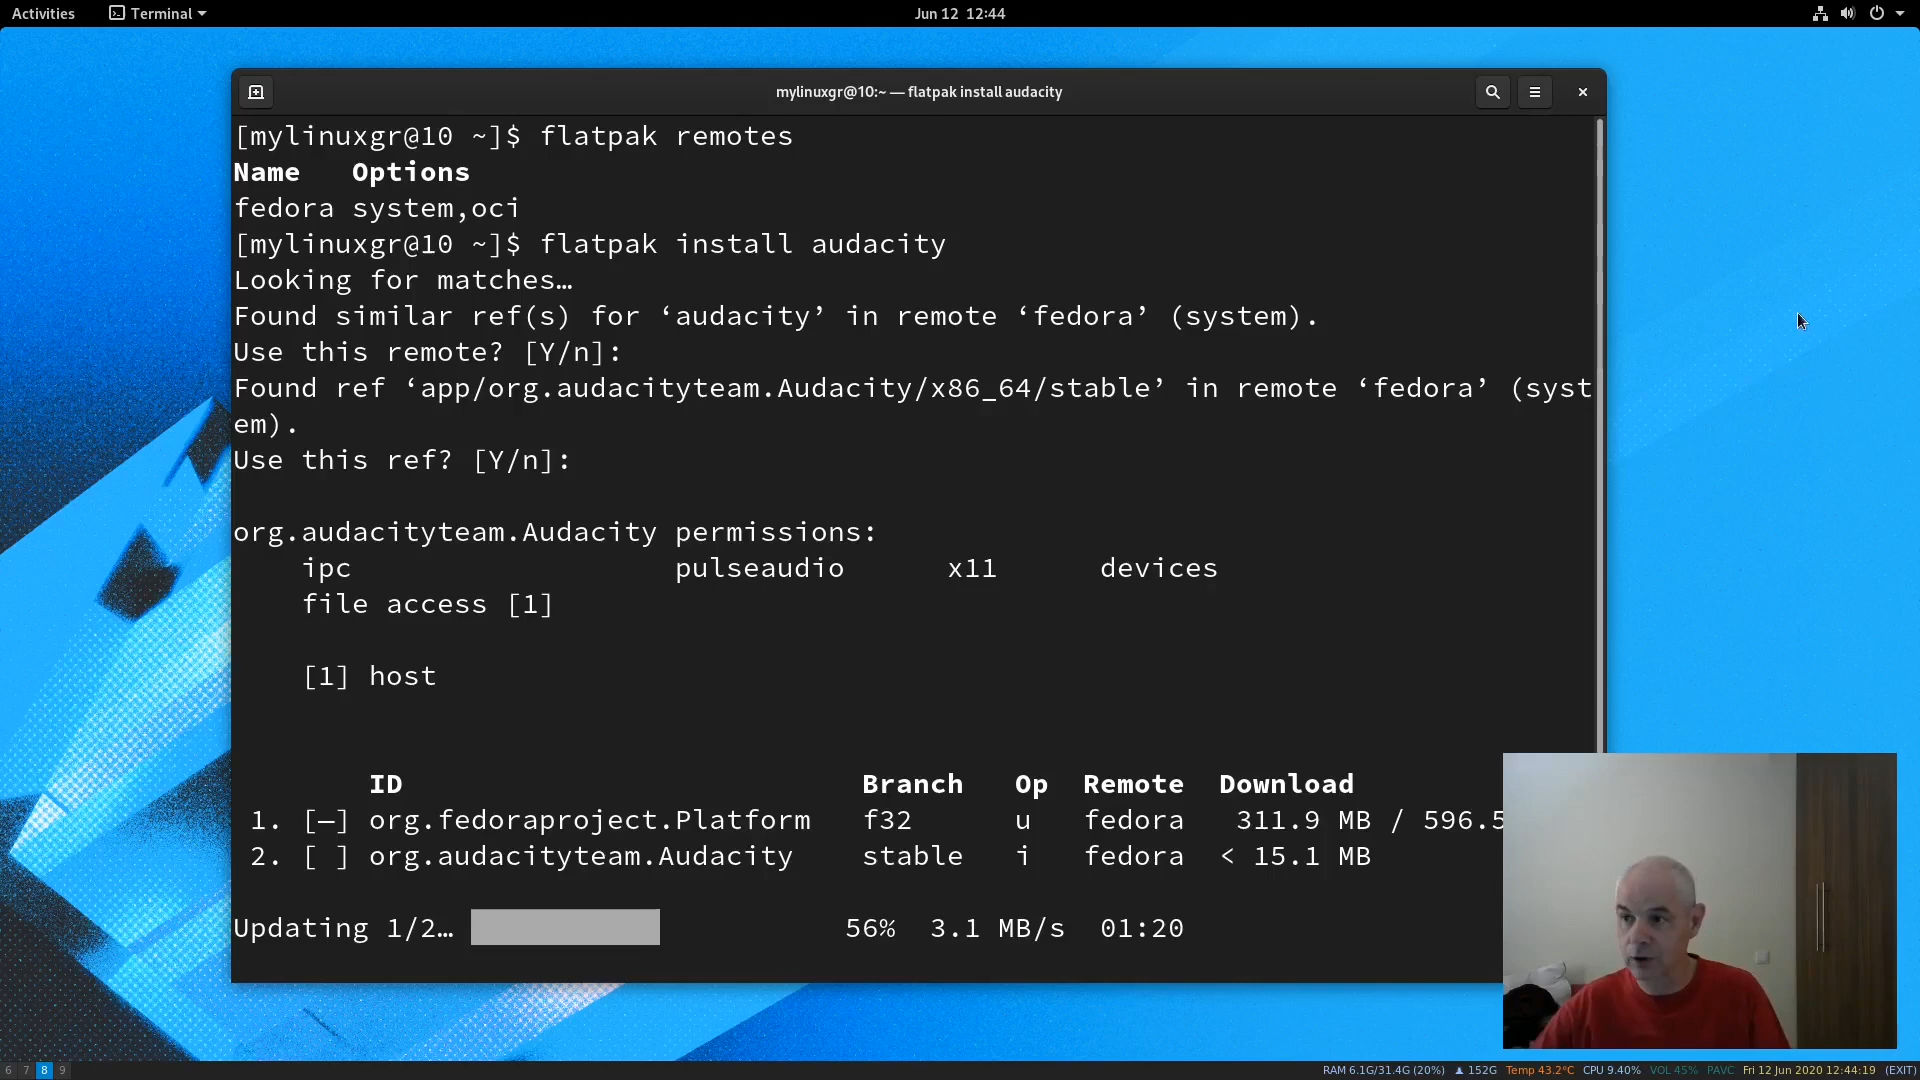 Activities Terminal Jun 12 12:44
mylinuxgr@10:~ — flatpak install audacity
[mylinuxgr@10 ~]$ flatpak remotes
Name Options
fedora system,oci
[mylinuxgr@10 ~]$ flatpak install audacity
Looking for matches…
Found similar ref(s) for ‘audacity’ in remote ‘fedora’ (system).
Use this remote? [Y/n]:
Found ref ‘app/org.audacityteam.Audacity/x86_64/stable’ in remote ‘fedora’ (syst
em).
Use this ref? [Y/n]:
org.audacityteam.Audacity permissions:
ipc pulseaudio x11 devices
file access [1]
[1] host
ID Branch Op Remote Download
1. [—] org.fedoraproject.Platform f32 u fedora 311.9 MB / 596.5
2. [ ] org.audacityteam.Audacity stable i fedora < 15.1 MB
Updating 1/2… 56% 3.1 MB/s 01:20
6 7 8 9 RAM 6.1G/31.4G (20%) 152G Temp 43.2°C CPU 9.40% VOL 45% PAVC Fri 12 Jun 2020 12:44:19 (EXIT)